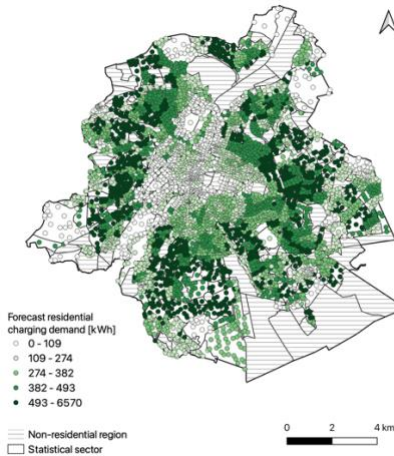 Forecast residential
charging demand [kWh]
0 - 109
109 - 274
274 - 382
382 - 493
493 - 6570
Non-residential region
Statistical sector
0 2 4 km